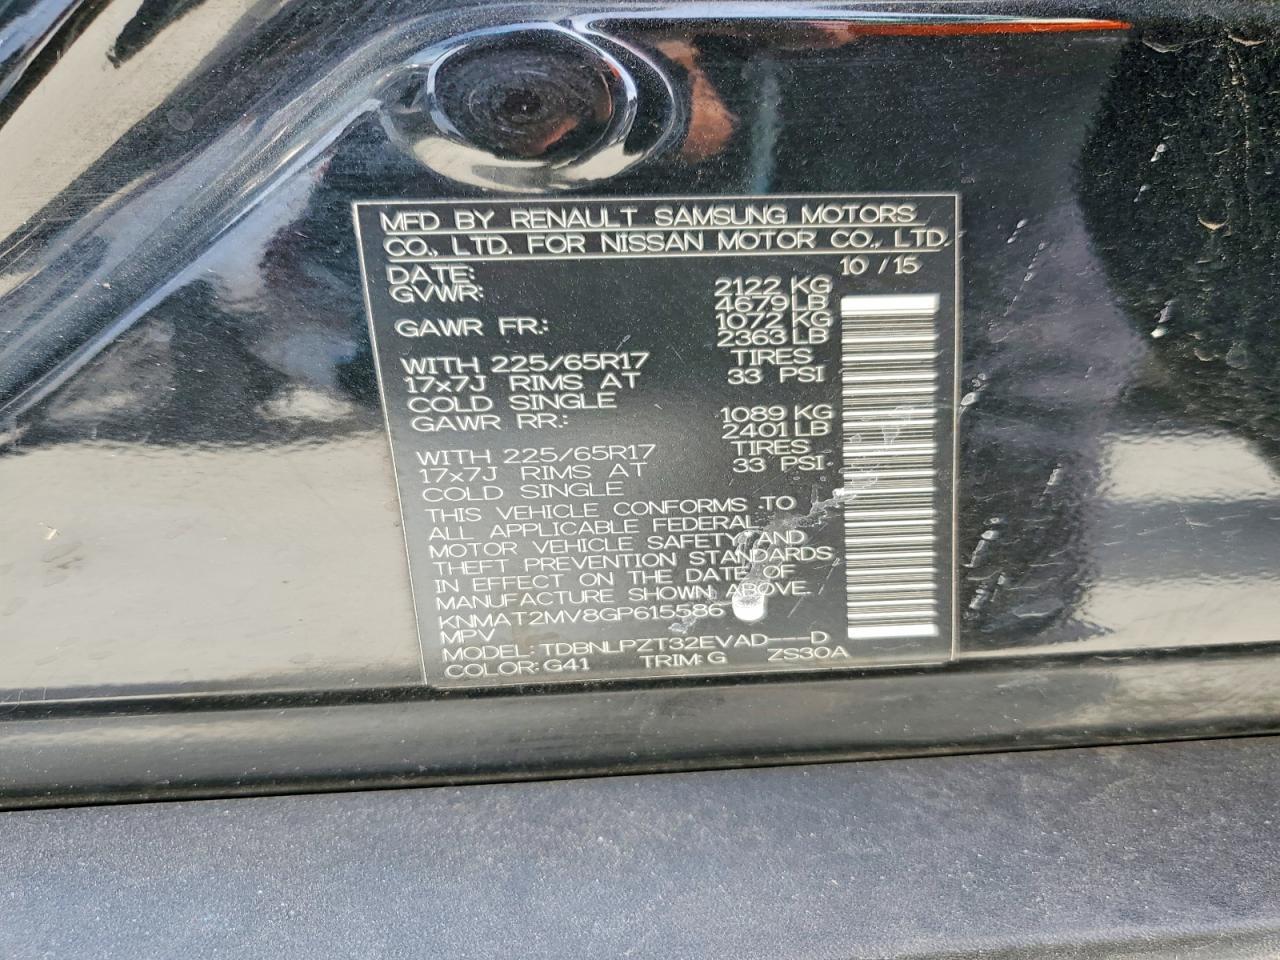 MFD BY RENAULT SAMSUNG MOTORS
CO., LTD. FOR NISSAN MOTOR CO., LTD.
DATE: 10 / 15
GVWR: 2122 KG
4679 LB
GAWR FR.: 1072 KG
2363 LB
WITH 225/65R17 TIRES
17x7J RIMS AT 33 PSI
COLD SINGLE
GAWR RR.: 1089 KG
2401 LB
WITH 225/65R17 TIRES
17x7J RIMS AT 33 PSI
COLD SINGLE
THIS VEHICLE CONFORMS TO
ALL APPLICABLE FEDERAL
MOTOR VEHICLE SAFETY AND
THEFT PREVENTION STANDARDS
IN EFFECT ON THE DATE OF
MANUFACTURE SHOWN ABOVE.
KNMAT2MV8GP615586
MPV
MODEL: TDBNLPZT32EVAD---D
COLOR: G41 TRIM: G ZS30A